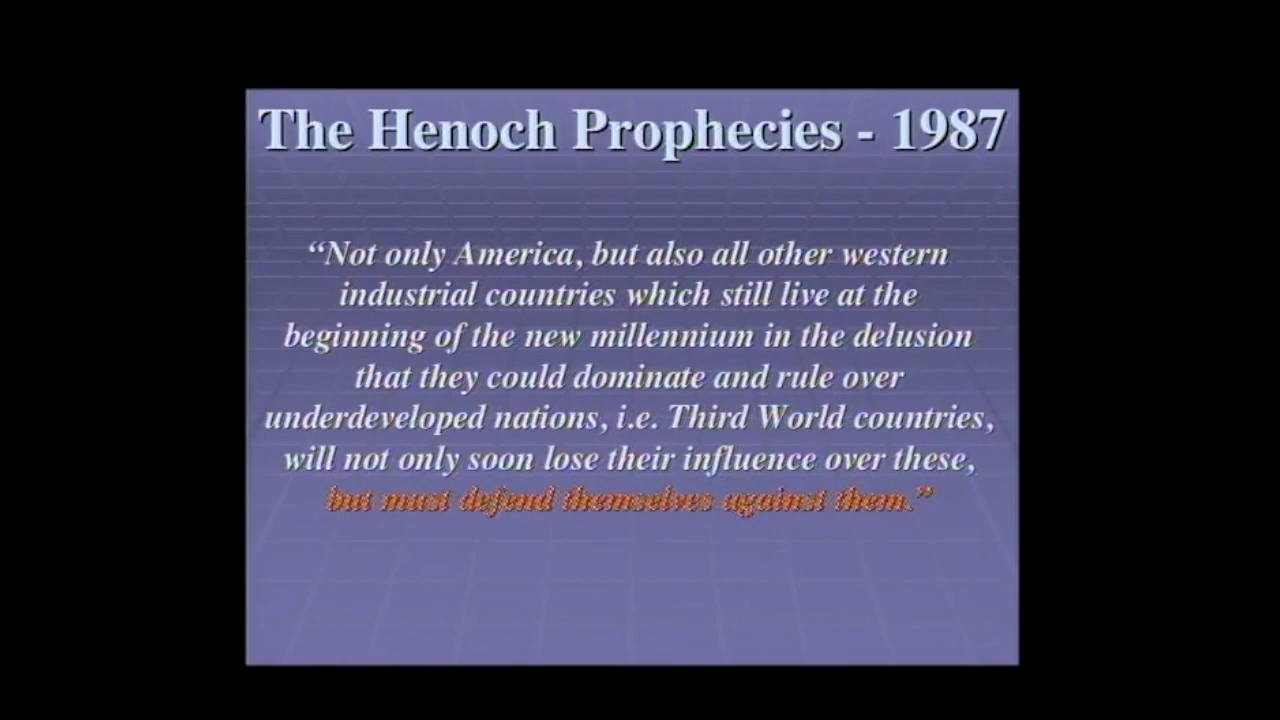 The Henoch Prophecies - 1987
“Not only America, but also all other western
industrial countries which still live at the
beginning of the new millennium in the delusion
that they could dominate and rule over
underdeveloped nations, i.e. Third World countries,
will not only soon lose their influence over these,
but must defend themselves against them.”